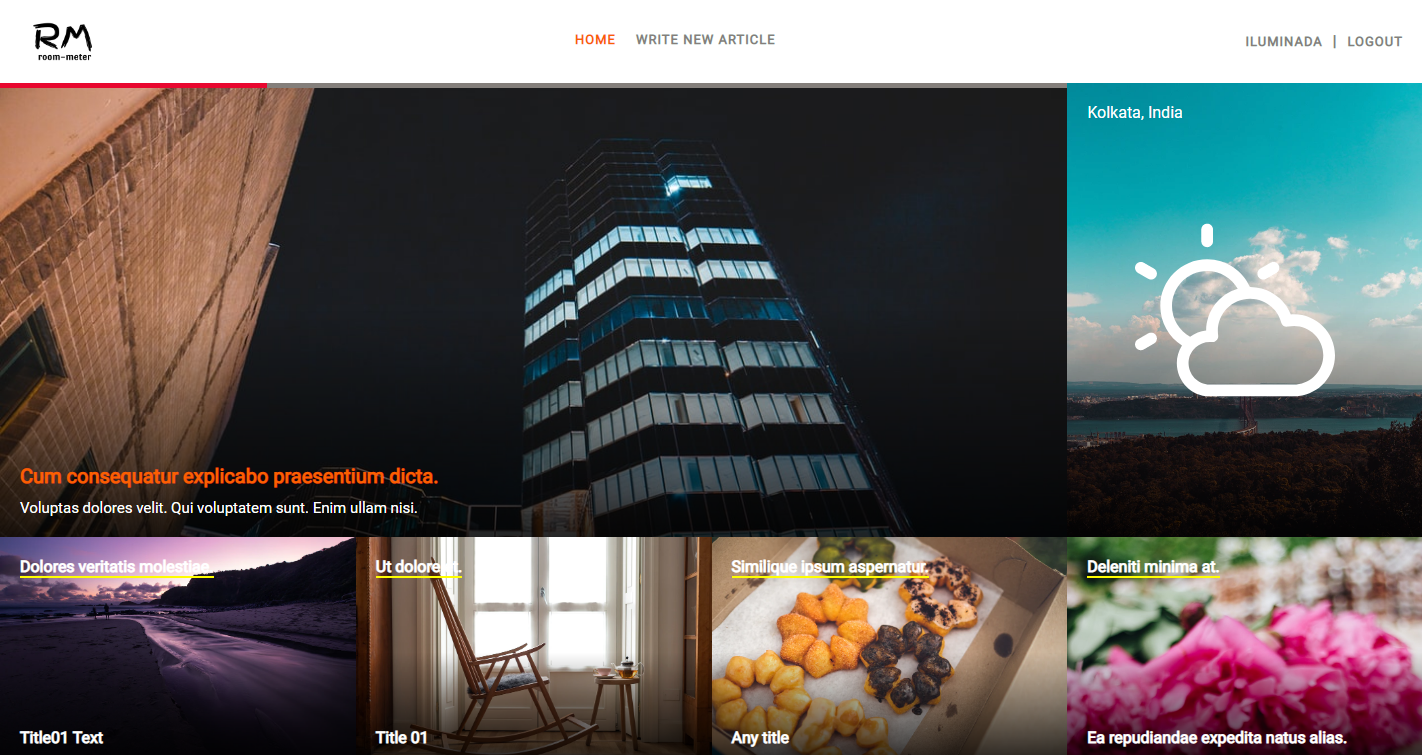 RM
room-meter
HOME
WRITE NEW ARTICLE
ILUMINADA | LOGOUT
Kolkata, India
Cum consequatur explicabo praesentium dicta.
Voluptas dolores velit. Qui voluptatem sunt. Enim ullam nisi.
Dolores veritatis molestiae.
Ut dolore
Similique ipsum aspernatur.
Deleniti minima at.
Title01 Text
Title 01
Any title
Ea repudiandae expedita natus alias.